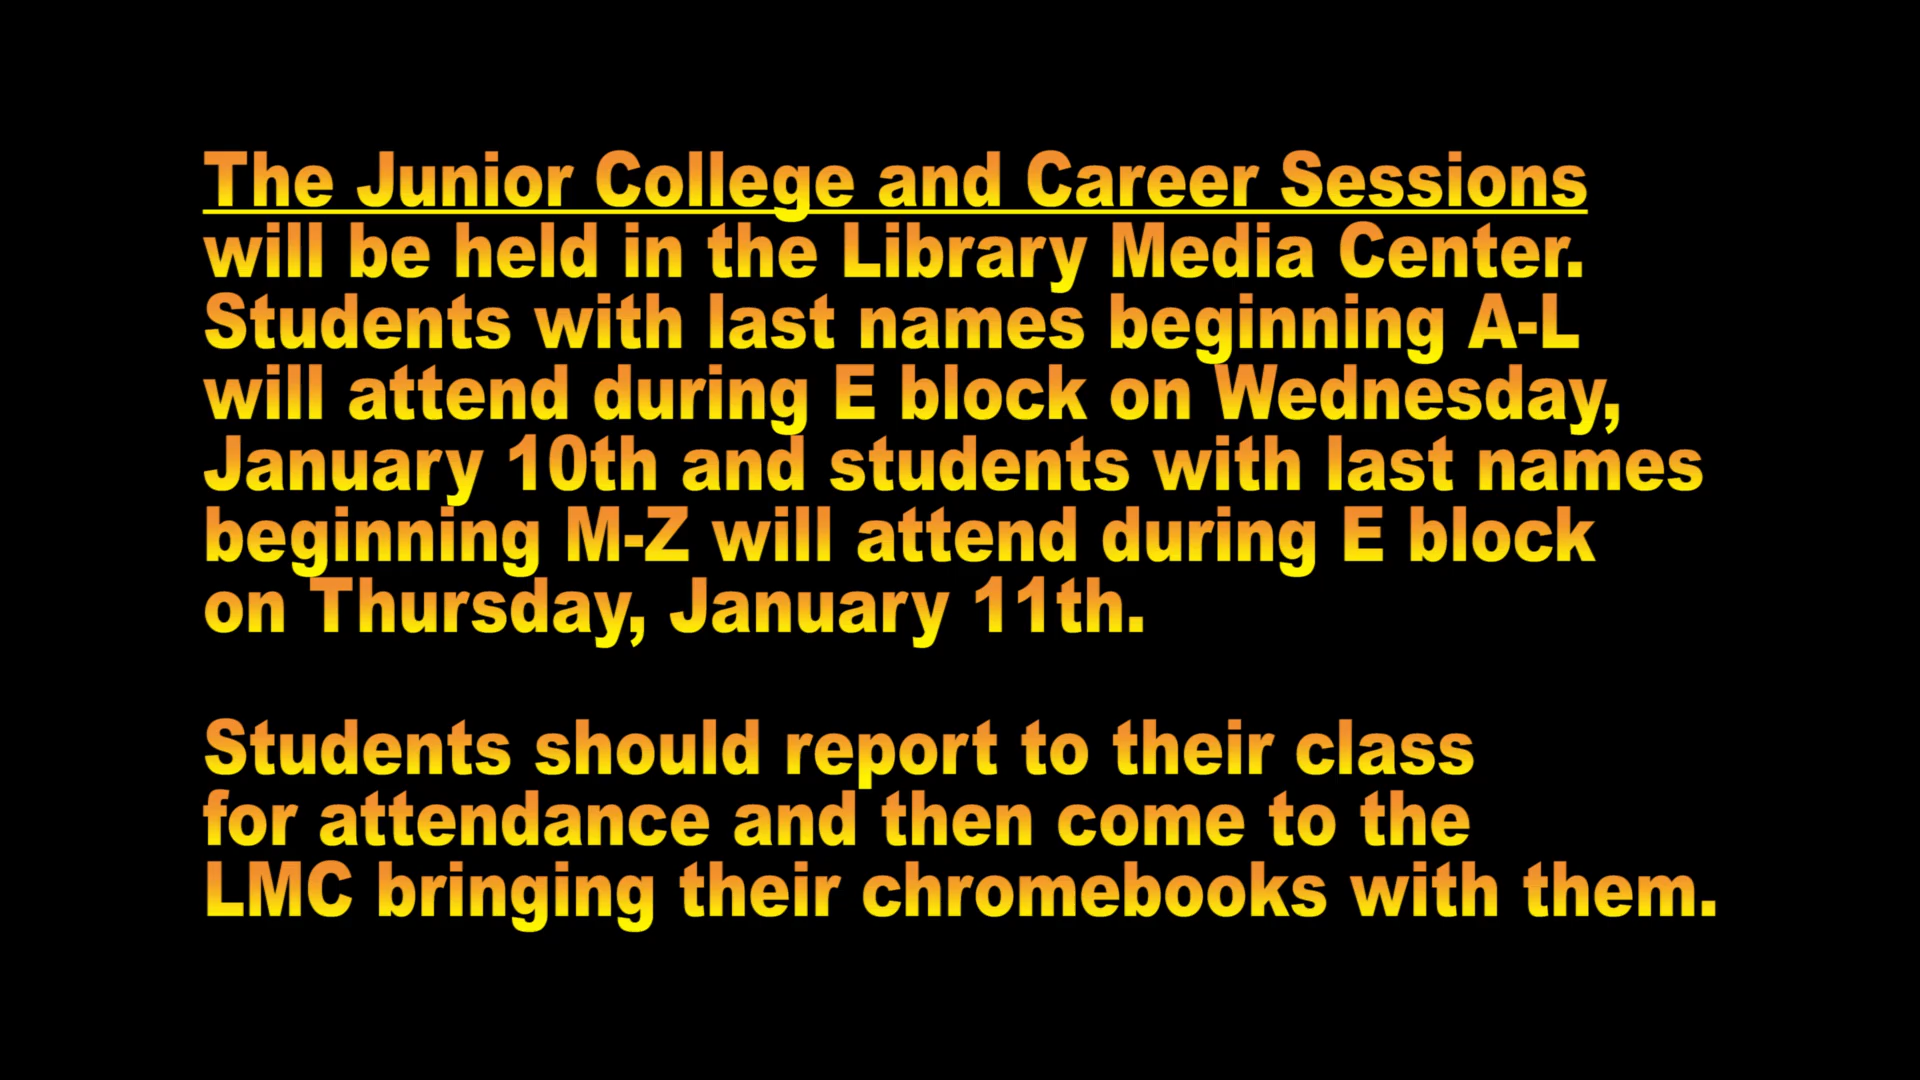 The Junior College and Career Sessions
will be held in the Library Media Center.
Students with last names beginning A-L
will attend during E block on Wednesday,
January 10th and students with last names
beginning M-Z will attend during E block
on Thursday, January 11th.
Students should report to their class
for attendance and then come to the
LMC bringing their chromebooks with them.